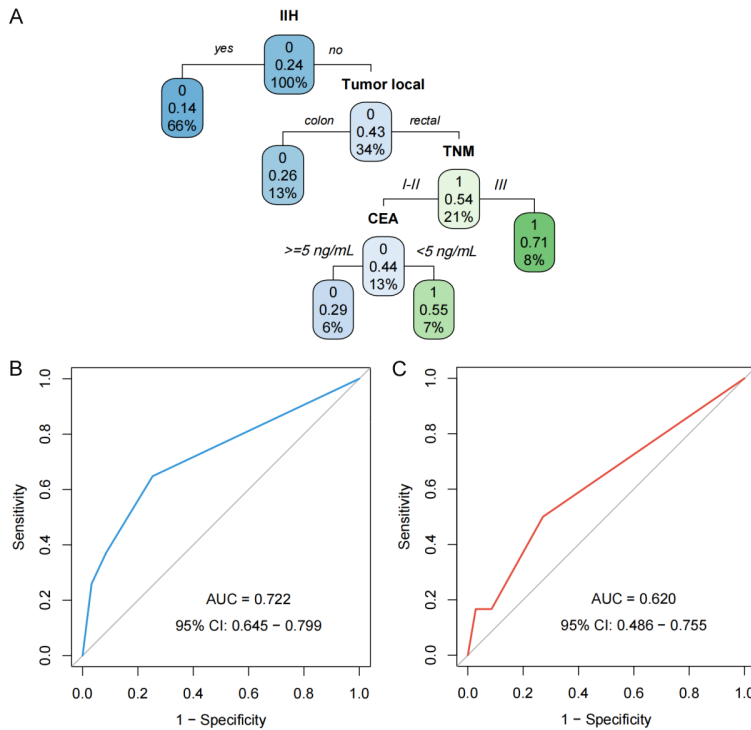 A
IIH
yes
no
0
0.24
100%
0
0.14
66%
Tumor local
colon
rectal
0
0.43
34%
0
0.26
13%
TNM
I-II
III
1
0.54
21%
1
0.71
8%
CEA
>=5 ng/mL
<5 ng/mL
0
0.44
13%
0
0.29
6%
1
0.55
7%
B
Sensitivity
1.0
0.8
0.6
0.4
0.2
0.0
AUC = 0.722
95% CI: 0.645 − 0.799
0.0 0.2 0.4 0.6 0.8 1.0
1 − Specificity
C
Sensitivity
1.0
0.8
0.6
0.4
0.2
0.0
AUC = 0.620
95% CI: 0.486 − 0.755
0.0 0.2 0.4 0.6 0.8 1.0
1 − Specificity